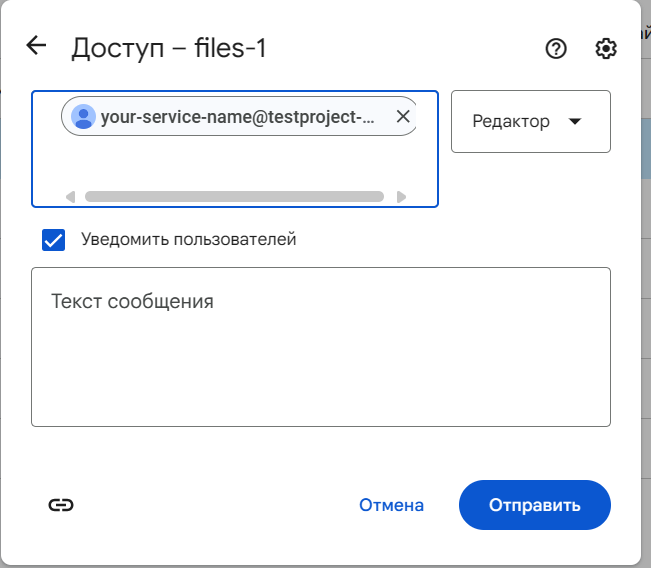 Доступ – files-1
your-service-name@testproject-...
Редактор
Уведомить пользователей
Текст сообщения
Отмена
Отправить